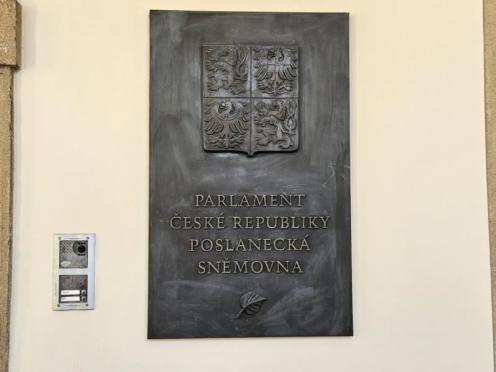 PARLAMENT
ČESKÉ REPUBLIKY
POSLANECKÁ
SNĚMOVNA